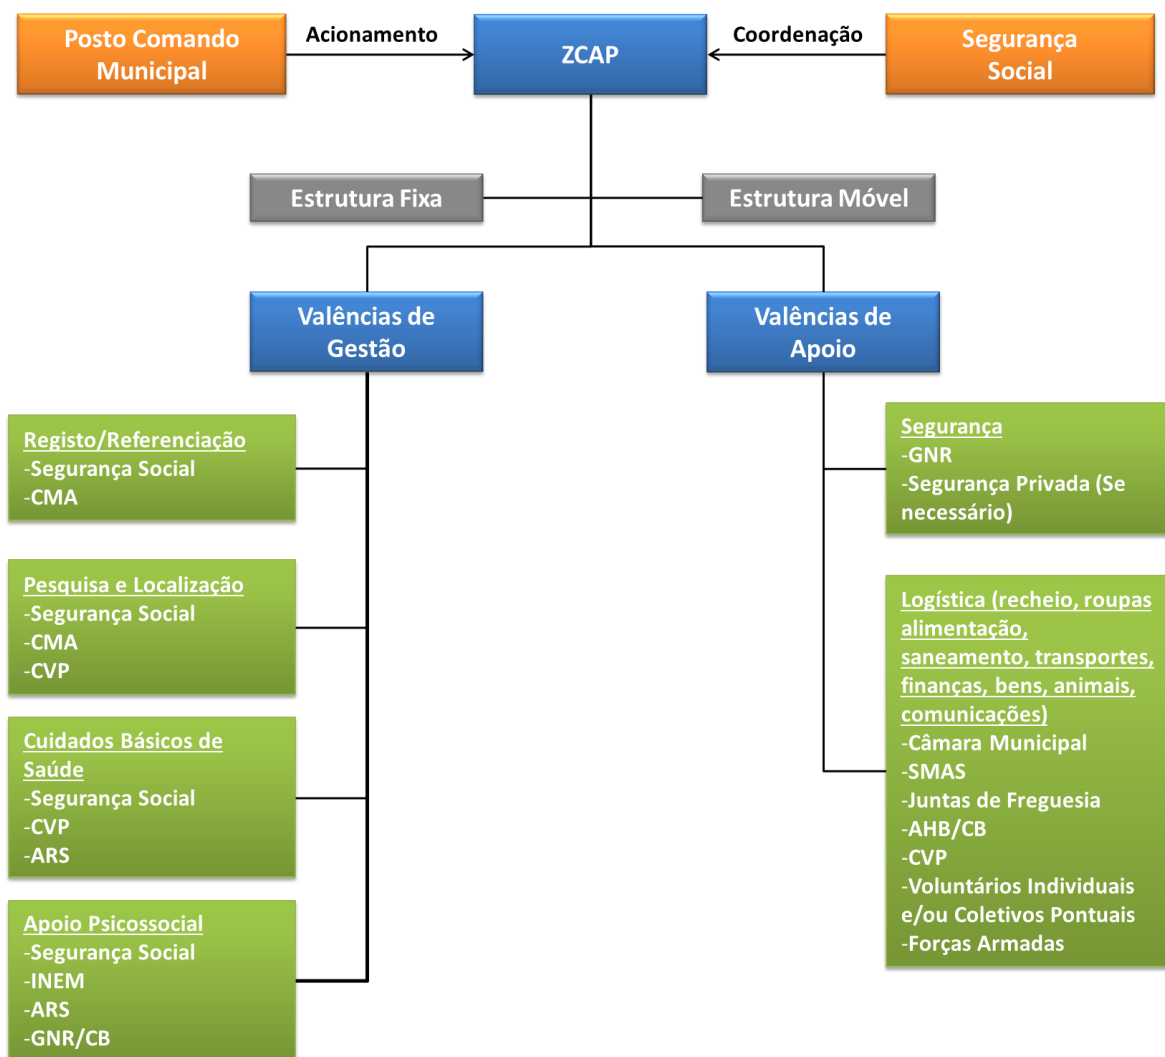 Posto Comando
Municipal
Acionamento
ZCAP
Coordenação
Segurança
Social
Estrutura Fixa
Estrutura Móvel
Valências de
Gestão
Valências de
Apoio
Registo/Referenciação
-Segurança Social
-CMA
Pesquisa e Localização
-Segurança Social
-CMA
-CVP
Cuidados Básicos de
Saúde
-Segurança Social
-CVP
-ARS
Apoio Psicossocial
-Segurança Social
-INEM
-ARS
-GNR/CB
Segurança
-GNR
-Segurança Privada (Se
necessário)
Logística (recheio, roupas
alimentação,
saneamento, transportes,
finanças, bens, animais,
comunicações)
-Câmara Municipal
-SMAS
-Juntas de Freguesia
-AHB/CB
-CVP
-Voluntários Individuais
e/ou Coletivos Pontuais
-Forças Armadas